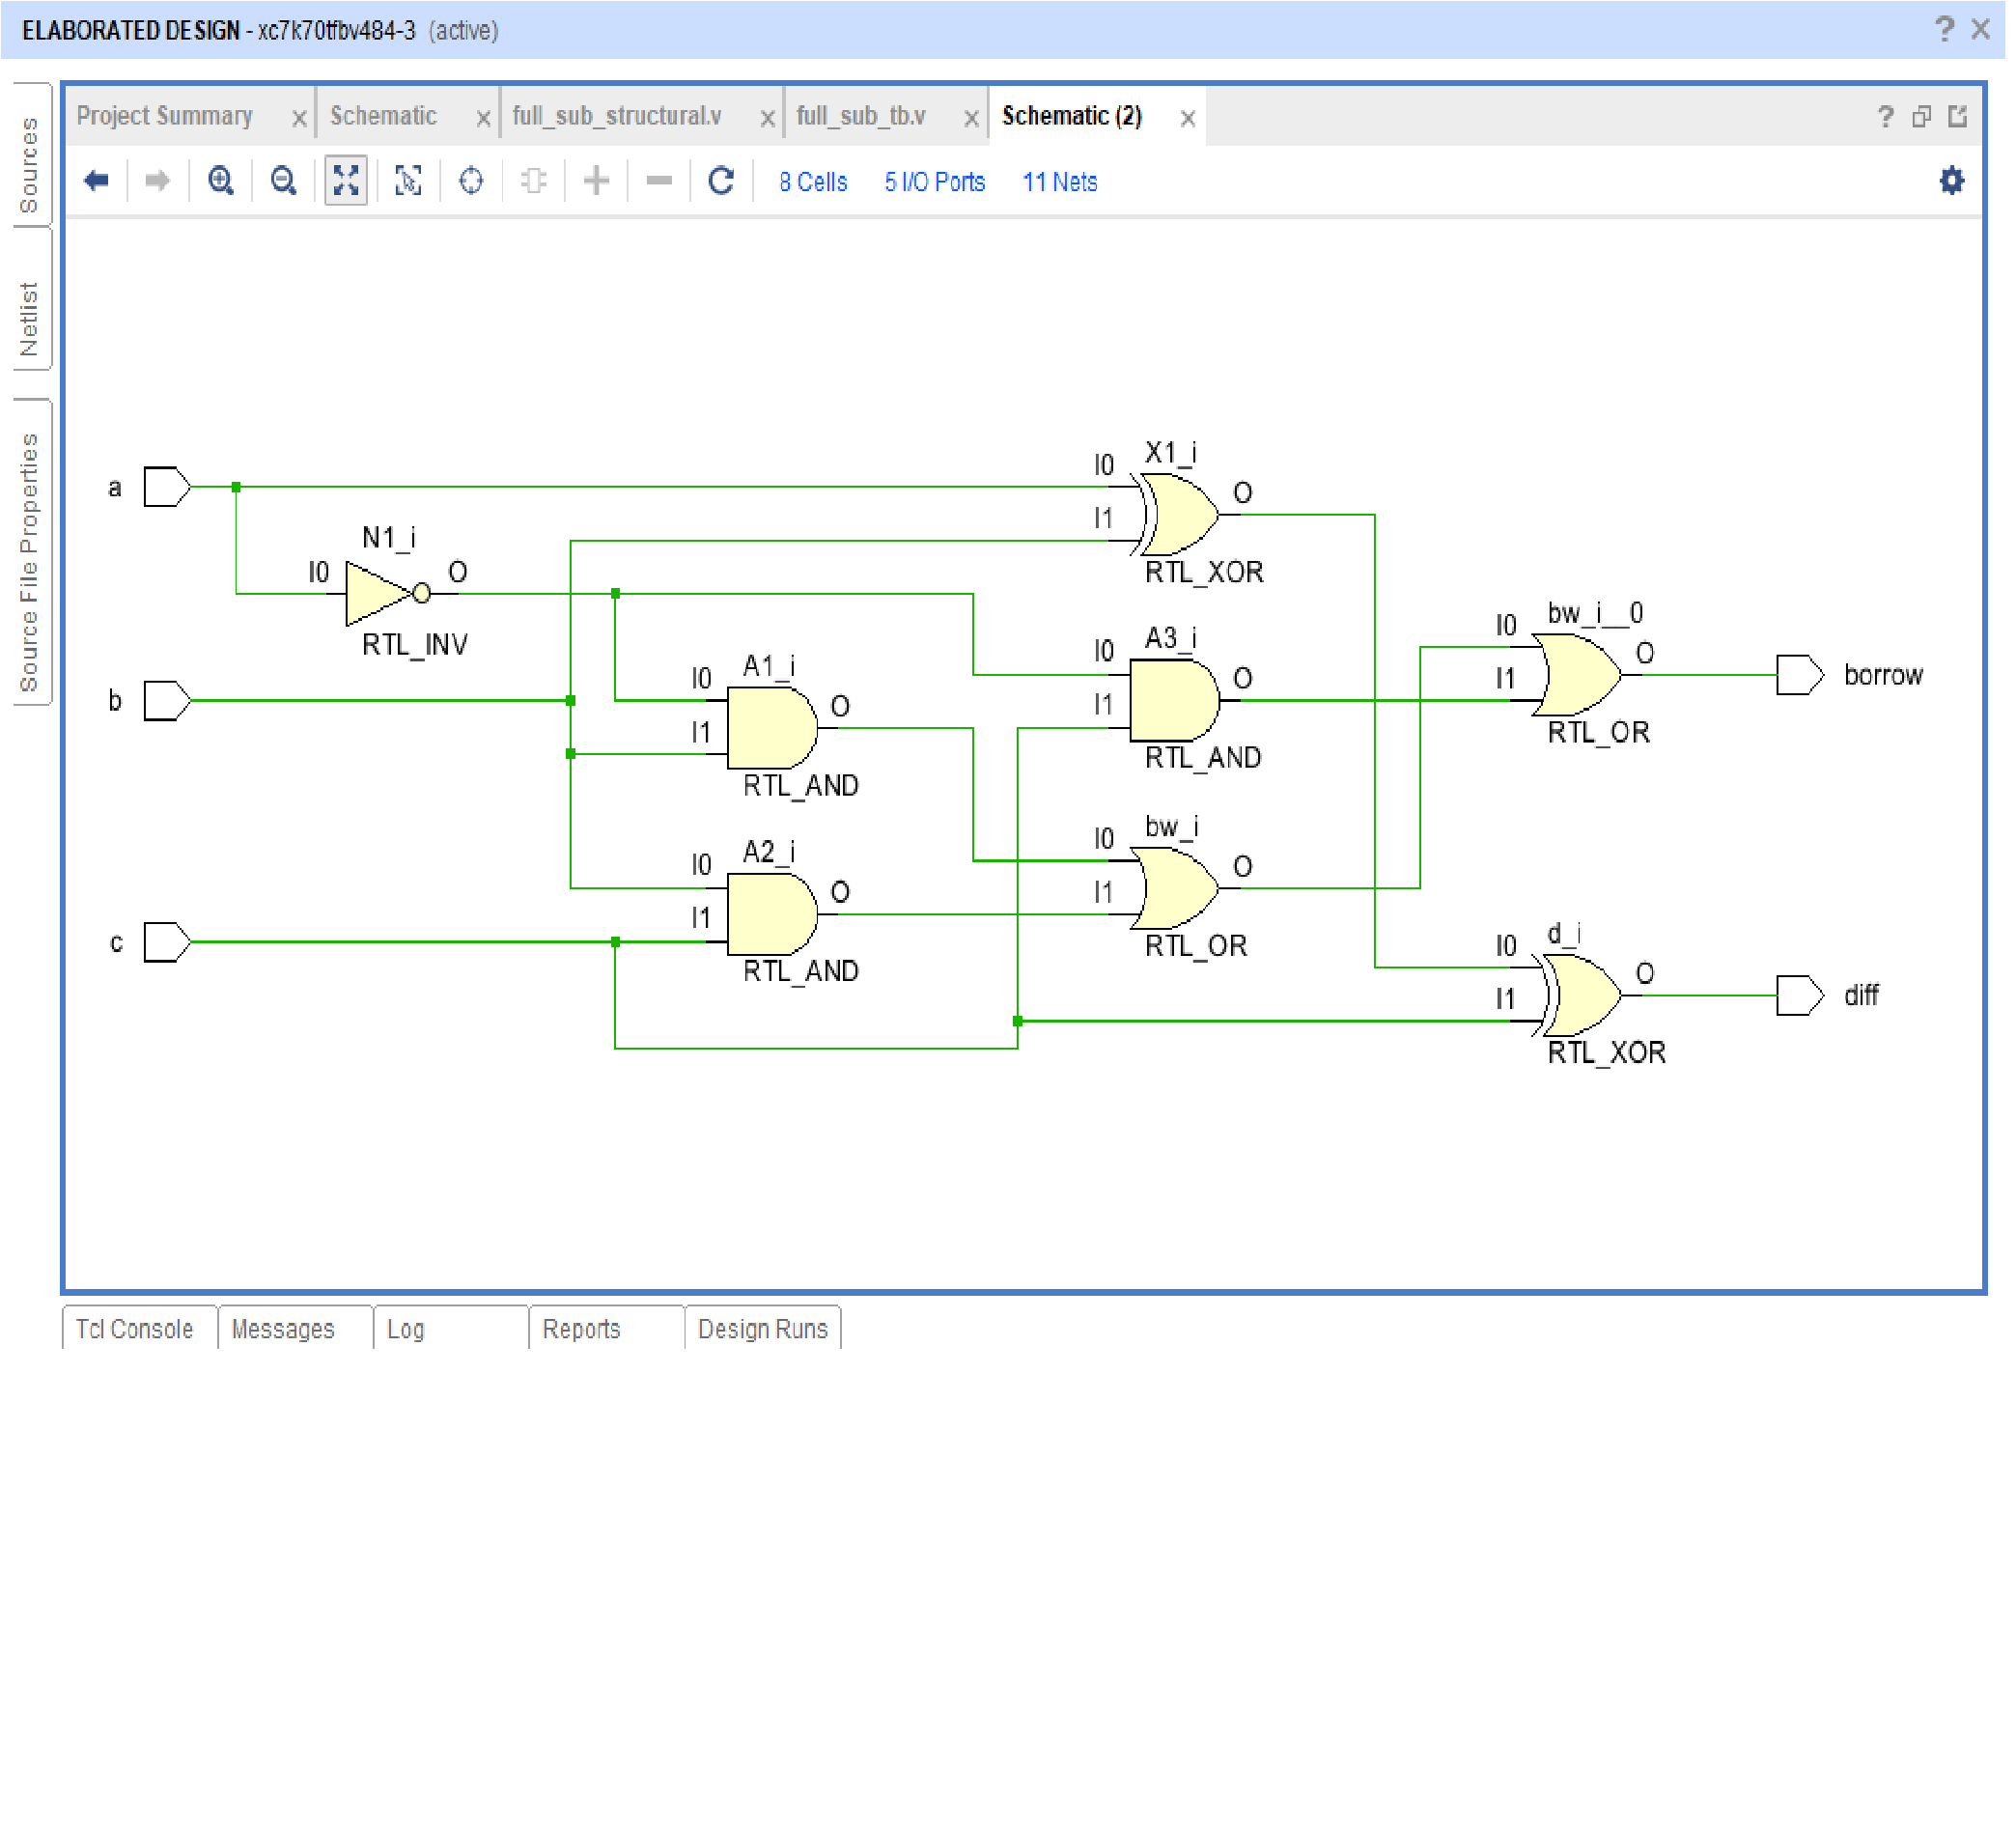 ELABORATED DESIGN - xc7k70tfbv484-3 (active)
Sources
Netlist
Source File Properties
Project Summary
Schematic
full_sub_structural.v
full_sub_tb.v
Schematic (2)
8 Cells 5 I/O Ports 11 Nets
X1_i
I0
O
I1
RTL_XOR
a
N1_i
I0
O
RTL_INV
b
A1_i
I0
O
I1
RTL_AND
A3_i
I0
O
I1
RTL_AND
bw_i__0
I0
O
I1
RTL_OR
borrow
A2_i
I0
O
I1
RTL_AND
bw_i
I0
O
I1
RTL_OR
c
d_i
I0
O
I1
RTL_XOR
diff
Tcl Console Messages Log Reports Design Runs